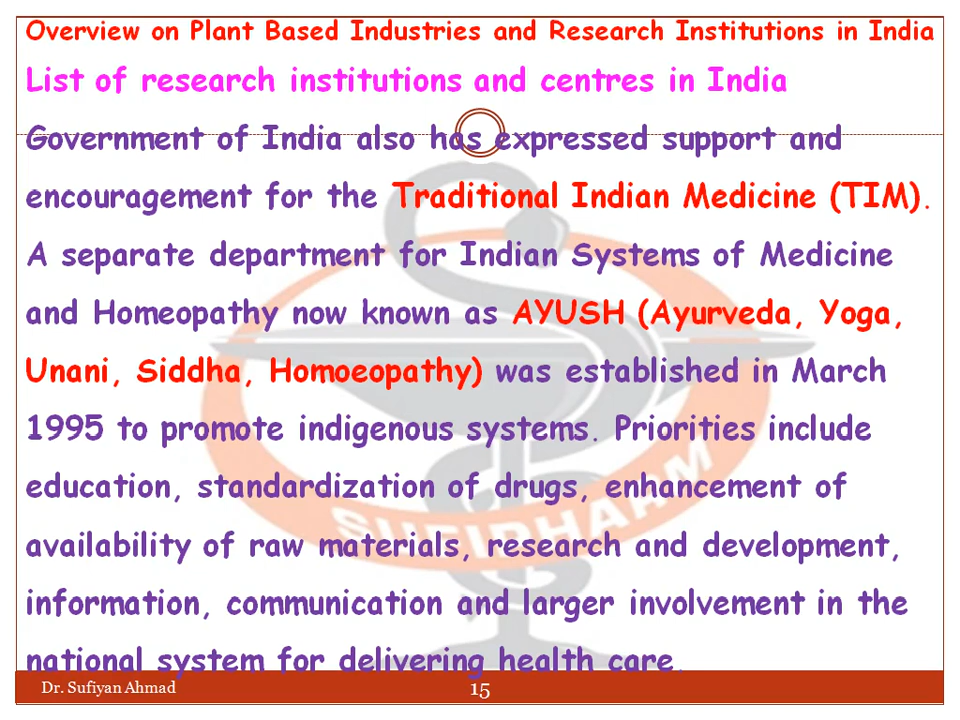 Overview on Plant Based Industries and Research Institutions in India
List of research institutions and centres in India
Government of India also has expressed support and
encouragement for the Traditional Indian Medicine (TIM).
A separate department for Indian Systems of Medicine
and Homeopathy now known as AYUSH (Ayurveda, Yoga,
Unani, Siddha, Homoeopathy) was established in March
1995 to promote indigenous systems. Priorities include
education, standardization of drugs, enhancement of
availability of raw materials, research and development,
information, communication and larger involvement in the
national system for delivering health care.
SUFIDHARM
Dr. Sufiyan Ahmad
15